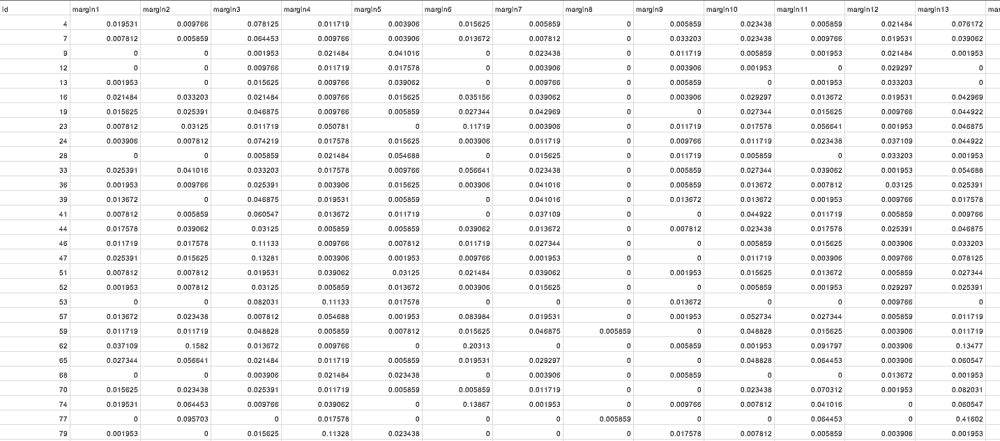 id margin1 margin2 margin3 margin4 margin5 margin6 margin7 margin8 margin9 margin10 margin11 margin12 margin13 mar
4 0.019531 0.009766 0.078125 0.011719 0.003906 0.015625 0.005859 0 0.005859 0.023438 0.005859 0.021484 0.076172
7 0.007812 0.005859 0.064453 0.009766 0.003906 0.013672 0.007812 0 0.033203 0.023438 0.009766 0.019531 0.039062
9 0 0 0.001953 0.021484 0.041016 0 0.023438 0 0.011719 0.005859 0.001953 0.021484 0.001953
12 0 0 0.009766 0.011719 0.017578 0 0.003906 0 0.003906 0.001953 0 0.029297 0
13 0.001953 0 0.015625 0.009766 0.039062 0 0.009766 0 0.005859 0 0.001953 0.033203 0
16 0.021484 0.033203 0.021484 0.009766 0.015625 0.035156 0.039062 0 0.003906 0.029297 0.013672 0.019531 0.042969
19 0.015625 0.025391 0.046875 0.009766 0.005859 0.027344 0.042969 0 0 0.027344 0.015625 0.009766 0.044922
23 0.007812 0.03125 0.011719 0.050781 0 0.11719 0.003906 0 0.011719 0.017578 0.056641 0.001953 0.046875
24 0.003906 0.007812 0.074219 0.017578 0.015625 0.003906 0.011719 0 0.009766 0.011719 0.023438 0.037109 0.044922
28 0 0 0.005859 0.021484 0.054688 0 0.015625 0 0.011719 0.005859 0 0.033203 0.001953
33 0.025391 0.041016 0.033203 0.017578 0.009766 0.056641 0.023438 0 0.005859 0.027344 0.039062 0.001953 0.054688
36 0.001953 0.009766 0.025391 0.003906 0.015625 0.003906 0.041016 0 0.005859 0.013672 0.007812 0.03125 0.025391
39 0.013672 0 0.046875 0.019531 0.005859 0 0.041016 0 0.013672 0.013672 0.001953 0.009766 0.017578
41 0.007812 0.005859 0.060547 0.013672 0.011719 0 0.037109 0 0 0.044922 0.011719 0.005859 0.009766
44 0.017578 0.039062 0.03125 0.005859 0.005859 0.039062 0.013672 0 0.007812 0.023438 0.017578 0.025391 0.046875
46 0.011719 0.017578 0.11133 0.009766 0.007812 0.011719 0.027344 0 0 0.005859 0.015625 0.003906 0.033203
47 0.025391 0.015625 0.13281 0.003906 0.001953 0.009766 0.001953 0 0 0.011719 0.003906 0.009766 0.078125
51 0.007812 0.007812 0.019531 0.039062 0.03125 0.021484 0.039062 0 0.001953 0.015625 0.013672 0.005859 0.027344
52 0.001953 0.007812 0.03125 0.005859 0.013672 0.003906 0.015625 0 0 0.005859 0.001953 0.029297 0.025391
53 0 0 0.082031 0.11133 0.017578 0 0 0 0.013672 0 0 0.009766 0
57 0.013672 0.023438 0.007812 0.054688 0.001953 0.083984 0.019531 0 0.001953 0.052734 0.027344 0.005859 0.011719
59 0.011719 0.011719 0.048828 0.005859 0.007812 0.015625 0.046875 0.005859 0 0.048828 0.015625 0.003906 0.011719
62 0.037109 0.1582 0.013672 0.009766 0 0.20313 0 0 0.005859 0.001953 0.091797 0.003906 0.13477
65 0.027344 0.056641 0.021484 0.011719 0.005859 0.019531 0.029297 0 0 0.048828 0.064453 0.003906 0.060547
68 0 0 0.003906 0.021484 0.023438 0 0.003906 0 0.005859 0 0 0.013672 0.001953
70 0.015625 0.023438 0.025391 0.011719 0.005859 0.005859 0.011719 0 0 0.023438 0.070312 0.001953 0.082031
74 0.019531 0.064453 0.009766 0.039062 0 0.13867 0.001953 0 0.009766 0.007812 0.041016 0 0.060547
77 0 0.095703 0 0.017578 0 0 0 0.005859 0 0 0.064453 0 0.41602
79 0.001953 0 0.015625 0.11328 0.023438 0 0 0 0.017578 0.007812 0.005859 0.003906 0.001953